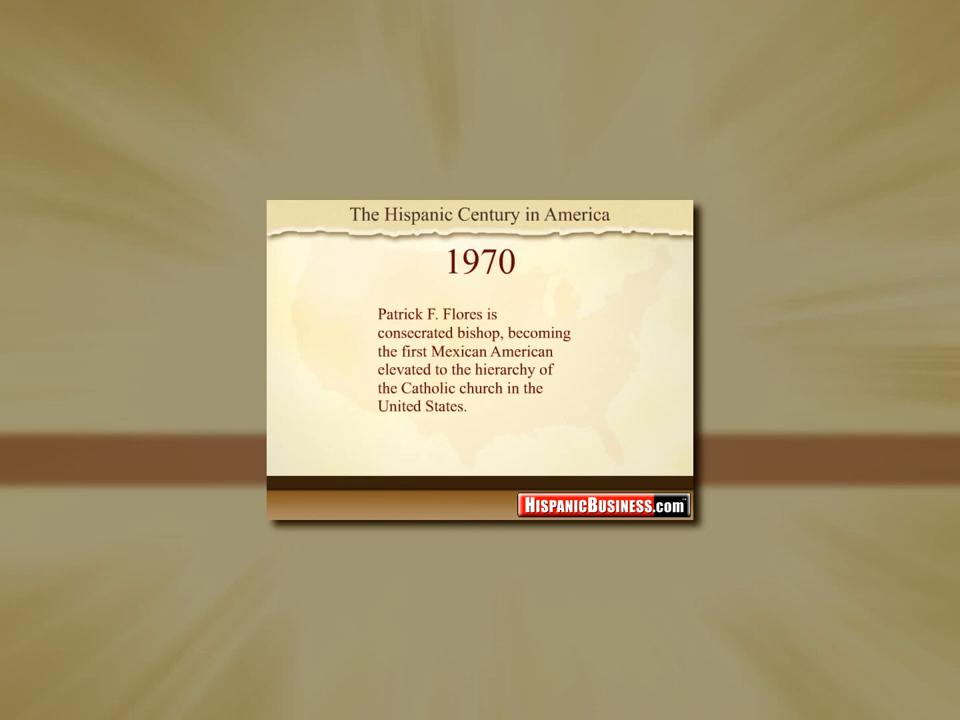 The Hispanic Century in America
1970
Patrick F. Flores is
consecrated bishop, becoming
the first Mexican American
elevated to the hierarchy of
the Catholic church in the
United States.
HISPANICBUSINESS.com™